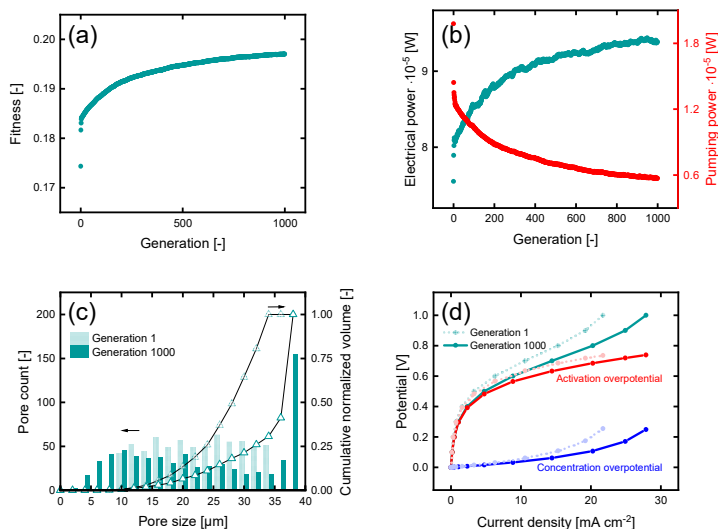 (a)
0.20
0.19
0.18
0.17
Fitness [-]
0
500
1000
Generation [-]
(b)
9
8
Electrical power ·10⁻⁵ [W]
1.8
1.2
0.6
Pumping power ·10⁻⁵ [W]
0 200 400 600 800 1000
Generation [-]
(c)
Generation 1
Generation 1000
200
150
100
50
0
Pore count [-]
1.00
0.75
0.50
0.25
0.00
Cumulative normalized volume [-]
0 5 10 15 20 25 30 35 40
Pore size [µm]
(d)
Generation 1
Generation 1000
Activation overpotential
Concentration overpotential
1.0
0.8
0.6
0.4
0.2
0.0
Potential [V]
0 10 20 30
Current density [mA cm⁻²]